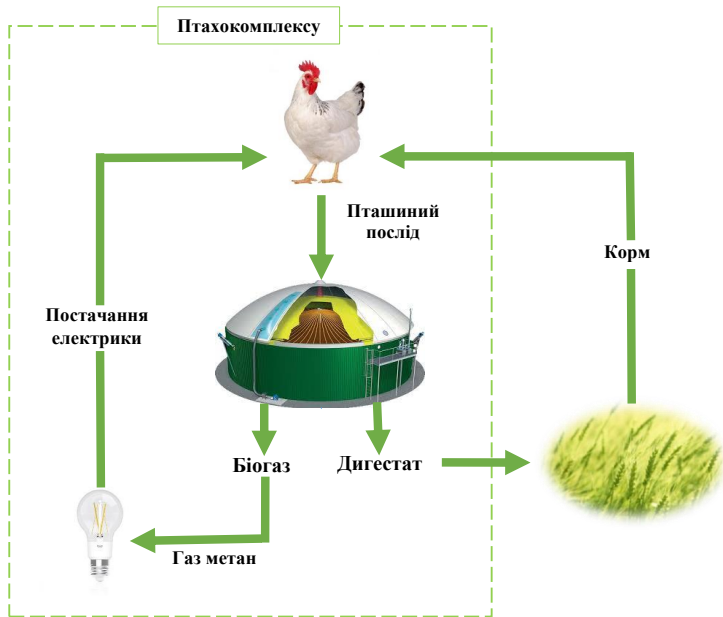 Птахокомплексу
Пташиний
послід
Корм
Постачання
електрики
Біогаз
Дигестат
Газ метан